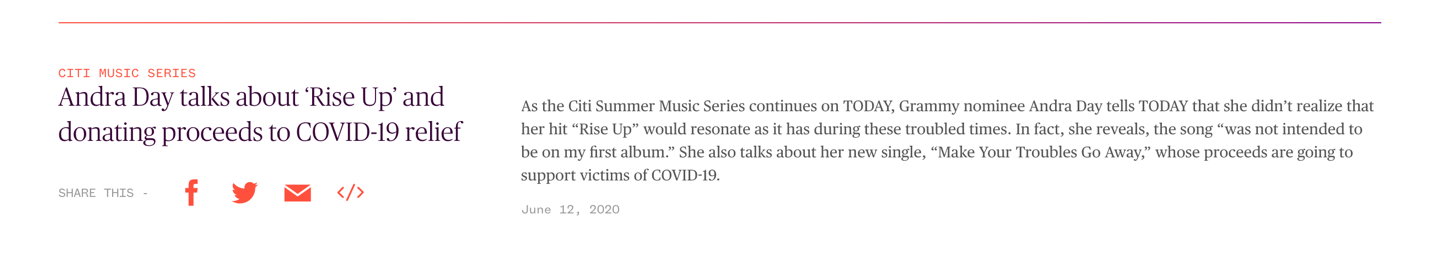 CITI MUSIC SERIES
Andra Day talks about ‘Rise Up’ and
donating proceeds to COVID-19 relief
SHARE THIS -
As the Citi Summer Music Series continues on TODAY, Grammy nominee Andra Day tells TODAY that she didn’t realize that
her hit “Rise Up” would resonate as it has during these troubled times. In fact, she reveals, the song “was not intended to
be on my first album.” She also talks about her new single, “Make Your Troubles Go Away,” whose proceeds are going to
support victims of COVID-19.
June 12, 2020